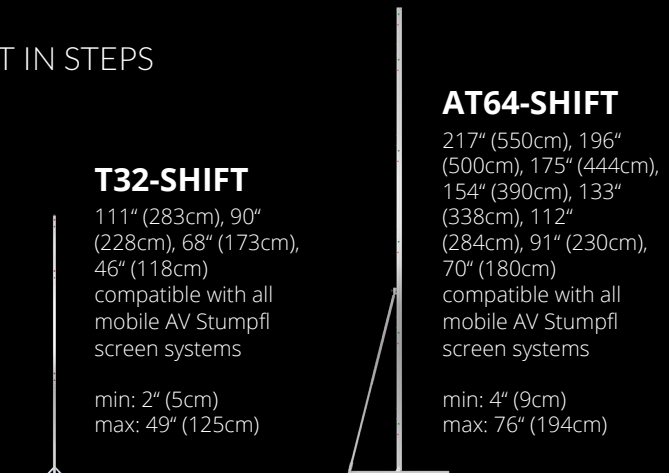 T IN STEPS
T32-SHIFT
111“ (283cm), 90“
(228cm), 68“ (173cm),
46“ (118cm)
compatible with all
mobile AV Stumpfl
screen systems
min: 2“ (5cm)
max: 49“ (125cm)
AT64-SHIFT
217“ (550cm), 196“
(500cm), 175“ (444cm),
154“ (390cm), 133“
(338cm), 112“
(284cm), 91“ (230cm),
70“ (180cm)
compatible with all
mobile AV Stumpfl
screen systems
min: 4“ (9cm)
max: 76“ (194cm)